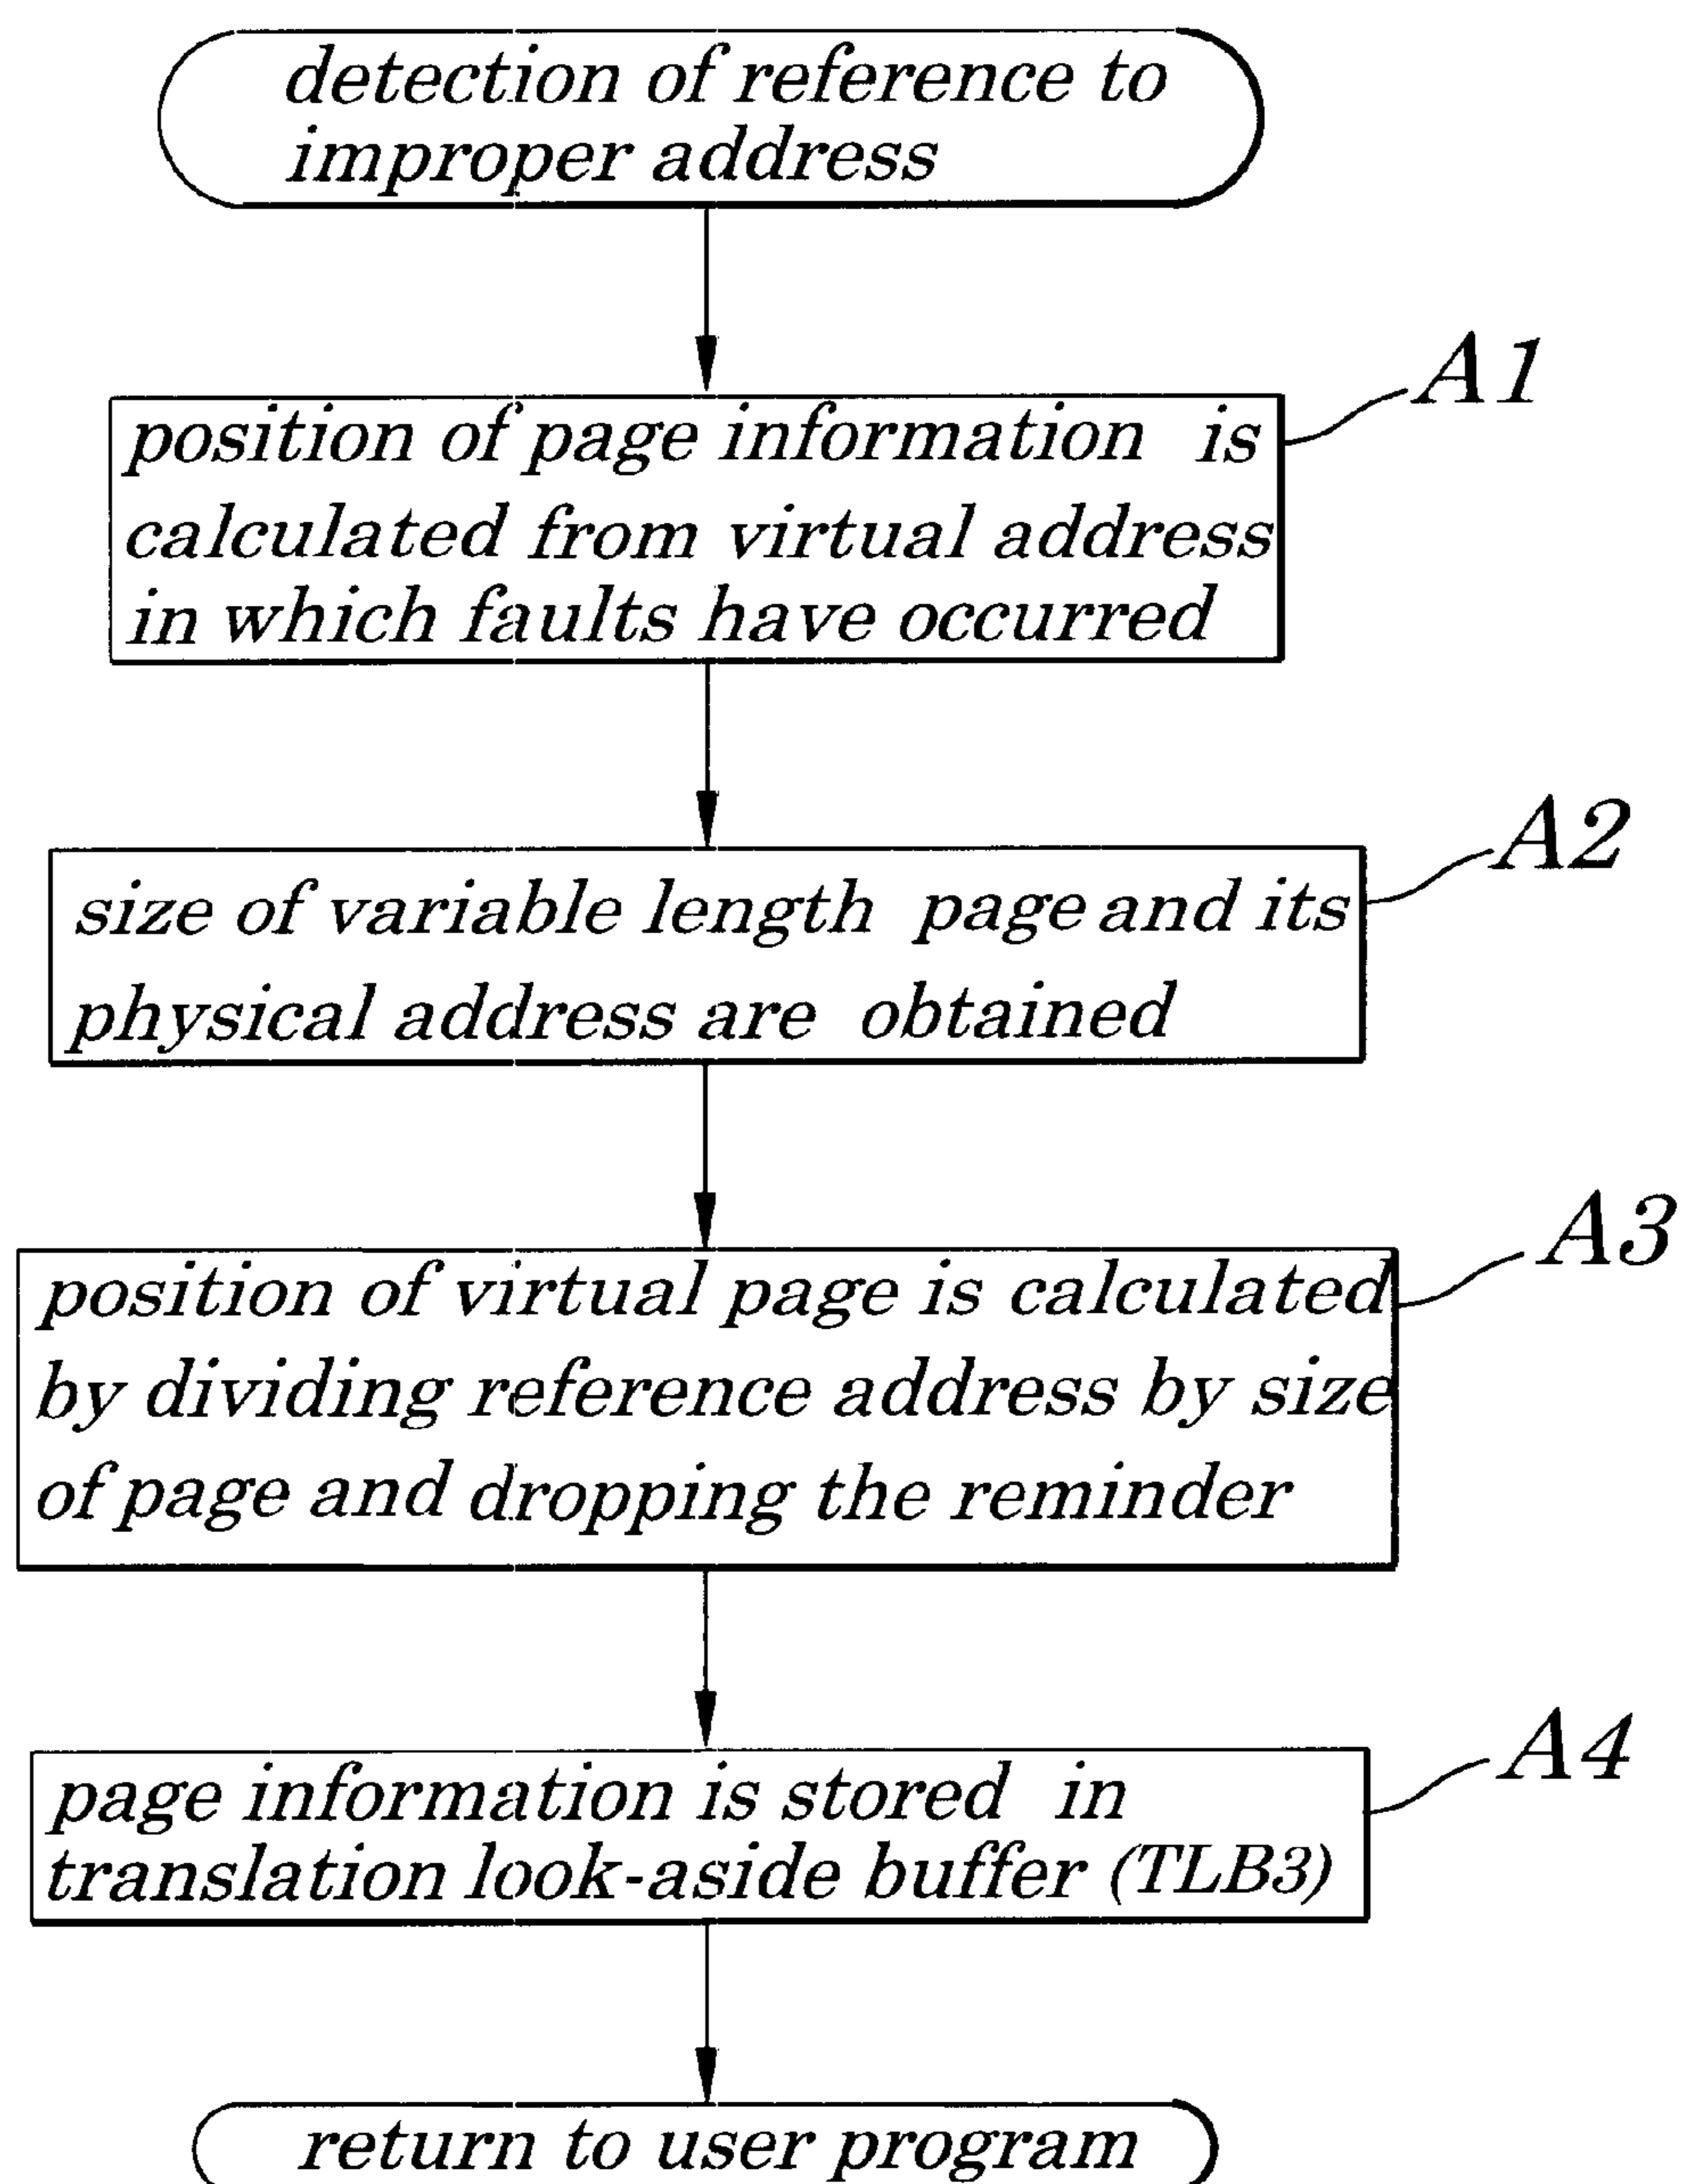 detection of reference to
improper address
A1
position of page information is
calculated from virtual address
in which faults have occurred
A2
size of variable length page and its
physical address are obtained
A3
position of virtual page is calculated
by dividing reference address by size
of page and dropping the reminder
A4
page information is stored in
translation look-aside buffer (TLB3)
return to user program